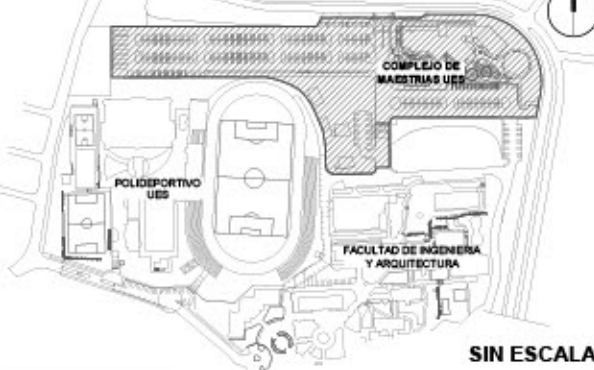 COMPLEJO DE
MAESTRIAS UES
POLIDEPORTIVO
UES
FACULTAD DE INGENIERIA
Y ARQUITECTURA
SIN ESCALA